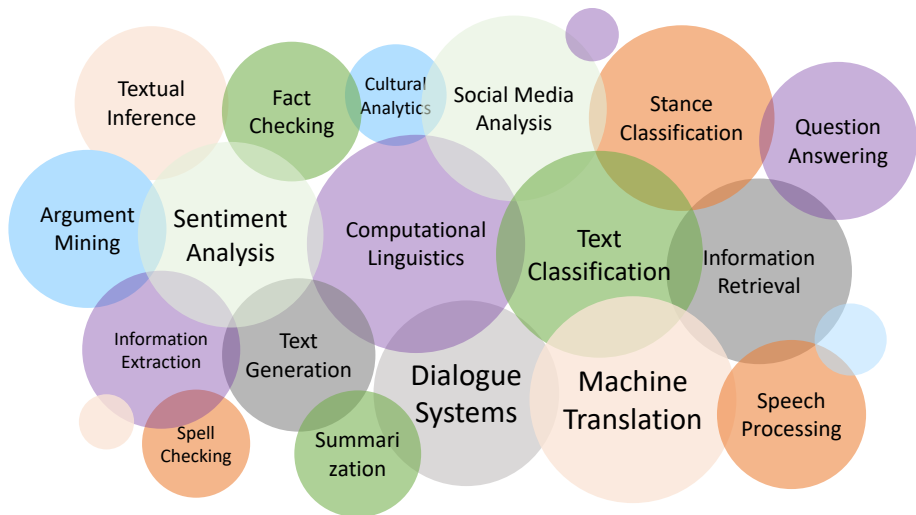 Textual
Inference
Fact
Checking
Cultural
Analytics
Social Media
Analysis
Stance
Classification
Question
Answering
Argument
Mining
Sentiment
Analysis
Computational
Linguistics
Text
Classification
Information
Retrieval
Information
Extraction
Text
Generation
Dialogue
Systems
Machine
Translation
Speech
Processing
Spell
Checking
Summari
zation